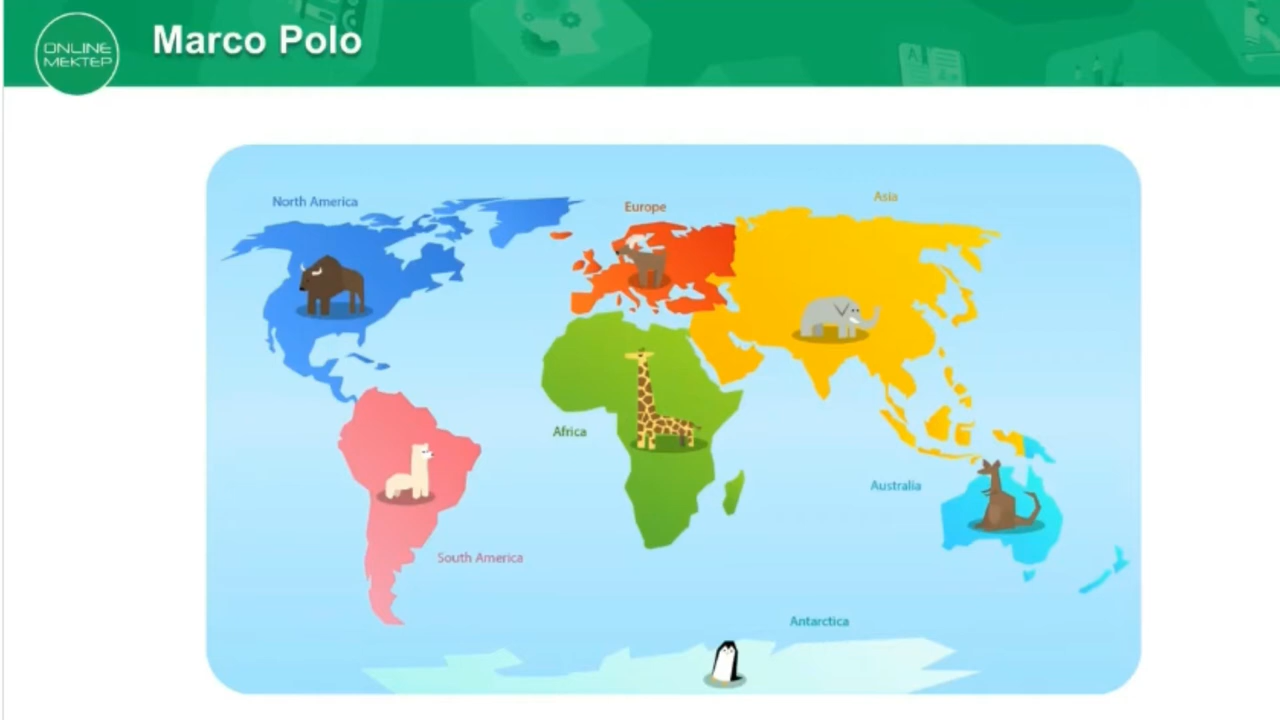 ONLINE
MEKTEP
Marco Polo
North America
Europe
Asia
Africa
Australia
South America
Antarctica
A